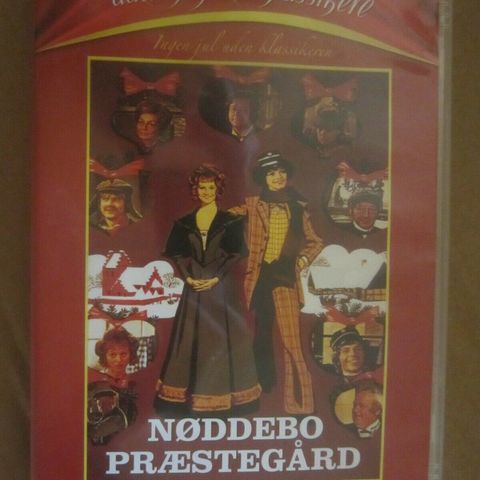 Ingen jul uden klassikeren
NØDDEBO
PRÆSTEGÅRD